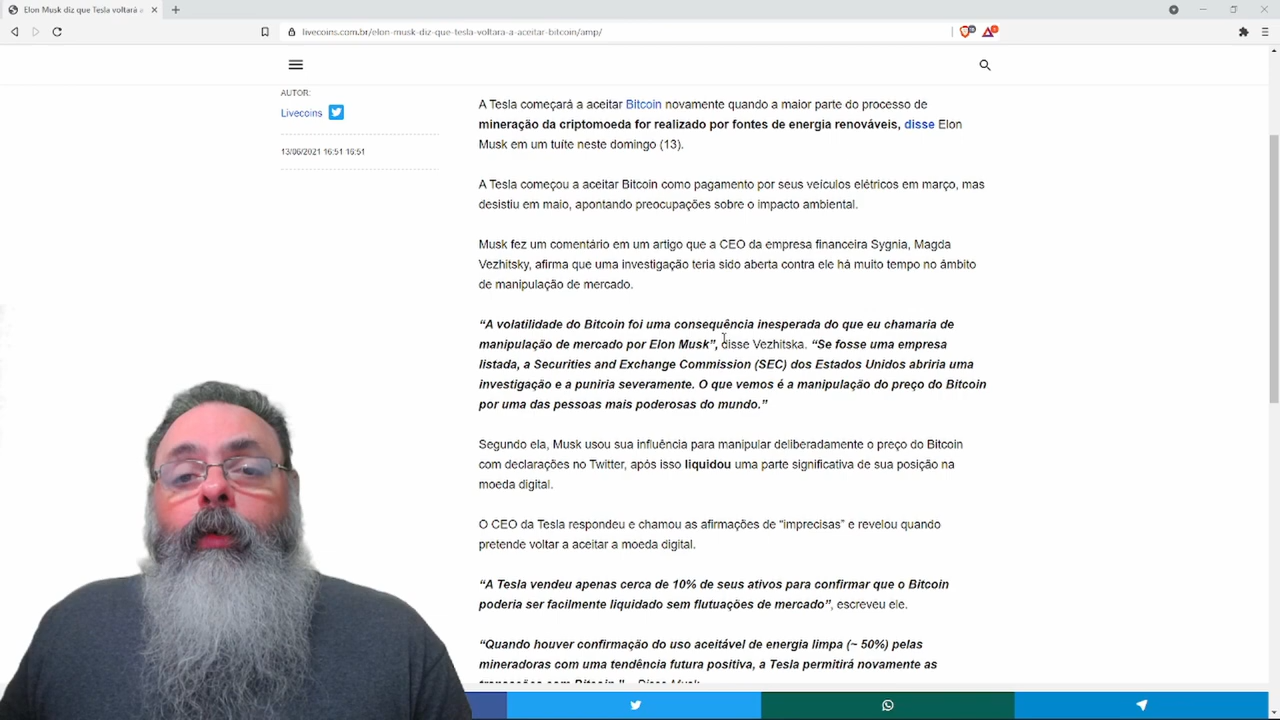 Elon Musk diz que Tesla voltará a
livecoins.com.br/elon-musk-diz-que-tesla-voltara-a-aceitar-bitcoin/amp/
AUTOR:
Livecoins
13/06/2021 16:51 16:51
A Tesla começará a aceitar Bitcoin novamente quando a maior parte do processo de
mineração da criptomoeda for realizado por fontes de energia renováveis, disse Elon
Musk em um tuíte neste domingo (13).
A Tesla começou a aceitar Bitcoin como pagamento por seus veículos elétricos em março, mas
desistiu em maio, apontando preocupações sobre o impacto ambiental.
Musk fez um comentário em um artigo que a CEO da empresa financeira Sygnia, Magda
Vezhitsky, afirma que uma investigação teria sido aberta contra ele há muito tempo no âmbito
de manipulação de mercado.
“A volatilidade do Bitcoin foi uma consequência inesperada do que eu chamaria de
manipulação de mercado por Elon Musk”, disse Vezhitska. “Se fosse uma empresa
listada, a Securities and Exchange Commission (SEC) dos Estados Unidos abriria uma
investigação e a puniria severamente. O que vemos é a manipulação do preço do Bitcoin
por uma das pessoas mais poderosas do mundo.”
Segundo ela, Musk usou sua influência para manipular deliberadamente o preço do Bitcoin
com declarações no Twitter, após isso liquidou uma parte significativa de sua posição na
moeda digital.
O CEO da Tesla respondeu e chamou as afirmações de “imprecisas” e revelou quando
pretende voltar a aceitar a moeda digital.
“A Tesla vendeu apenas cerca de 10% de seus ativos para confirmar que o Bitcoin
poderia ser facilmente liquidado sem flutuações de mercado”, escreveu ele.
“Quando houver confirmação do uso aceitável de energia limpa (~ 50%) pelas
mineradoras com uma tendência futura positiva, a Tesla permitirá novamente as
transações com Bitcoin.” – Disse Musk